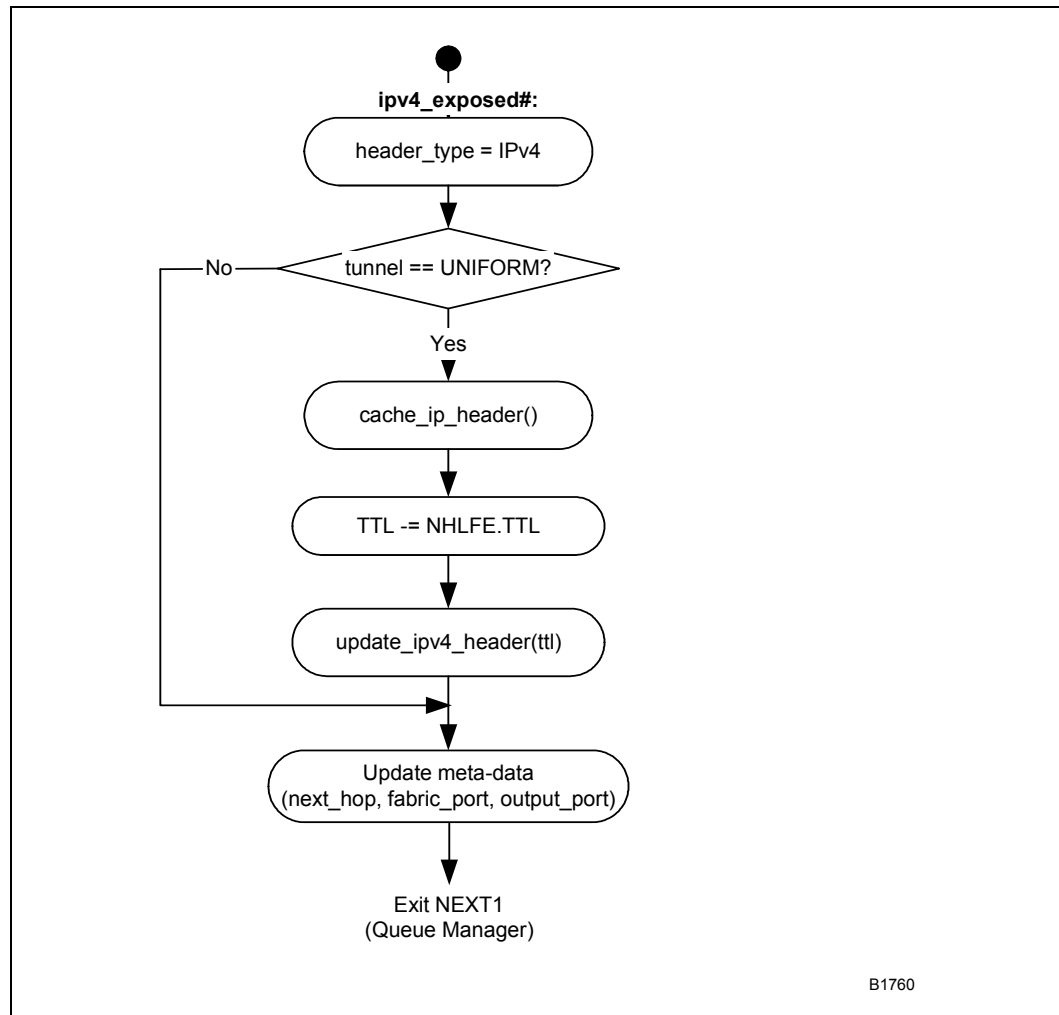 ipv4_exposed#:
header_type = IPv4
tunnel == UNIFORM?
No
Yes
cache_ip_header()
TTL -= NHLFE.TTL
update_ipv4_header(ttl)
Update meta-data
(next_hop, fabric_port, output_port)
Exit NEXT1
(Queue Manager)
B1760